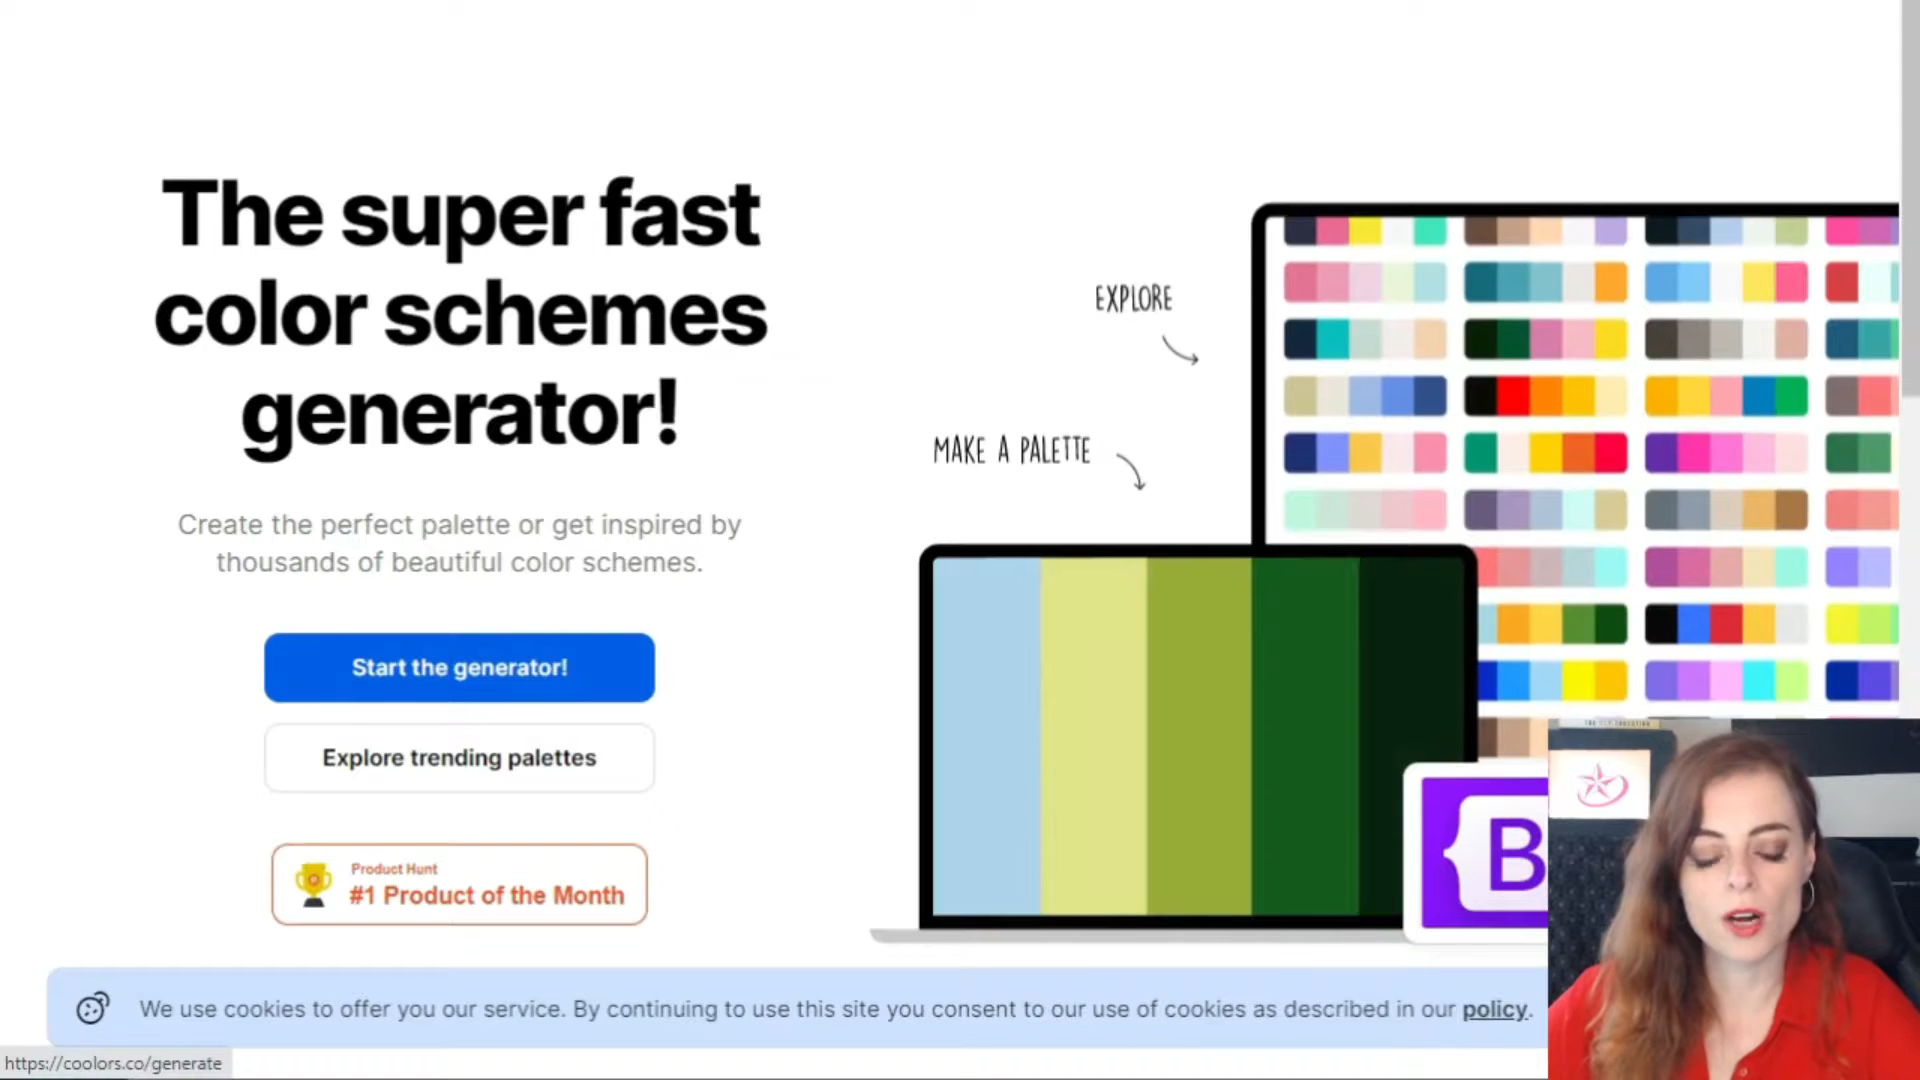 The super fast
color schemes
generator!
Create the perfect palette or get inspired by
thousands of beautiful color schemes.
Start the generator!
Explore trending palettes
Product Hunt
#1 Product of the Month
EXPLORE
MAKE A PALETTE
B
We use cookies to offer you our service. By continuing to use this site you consent to our use of cookies as described in our policy.
https://coolors.co/generate